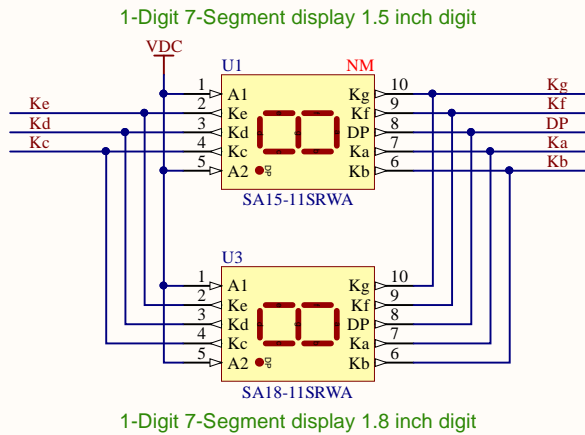 1-Digit 7-Segment display 1.5 inch digit
VDC
U1 NM
1 A1 Kg 10 Kg
Ke 2 Ke Kf 9 Kf
Kd 3 Kd DP 8 DP
Kc 4 Kc Ka 7 Ka
5 A2 DP Kb 6 Kb
SA15-11SRWA
U3
1 A1 Kg 10
2 Ke Kf 9
3 Kd DP 8
4 Kc Ka 7
5 A2 DP Kb 6
SA18-11SRWA
1-Digit 7-Segment display 1.8 inch digit